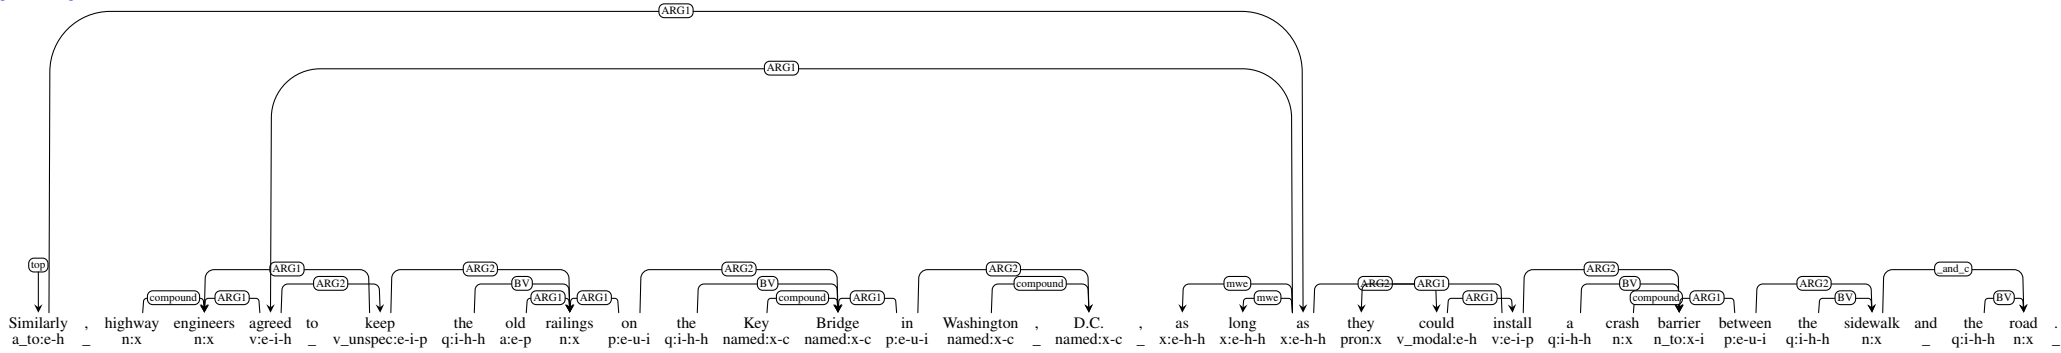 ARG1
ARG1
top ARG1 ARG2 ARG2 ARG2 _and_c
ARG2 BV BV compound mwe ARG2 ARG1 BV ARG2
compound ARG1 ARG1 ARG1 compound ARG1 mwe ARG1 compound ARG1 BV BV
Similarly , highway engineers agreed to keep the old railings on the Key Bridge in Washington , D.C. , as long as they could install a crash barrier between the sidewalk and the road .
a_to:e-h _ n:x n:x v:e-i-h _ v_unspec:e-i-p q:i-h-h a:e-p n:x p:e-u-i q:i-h-h named:x-c named:x-c p:e-u-i named:x-c _ named:x-c _ x:e-h-h x:e-h-h x:e-h-h pron:x v_modal:e-h v:e-i-p q:i-h-h n:x n_to:x-i p:e-u-i q:i-h-h n:x _ q:i-h-h n:x _